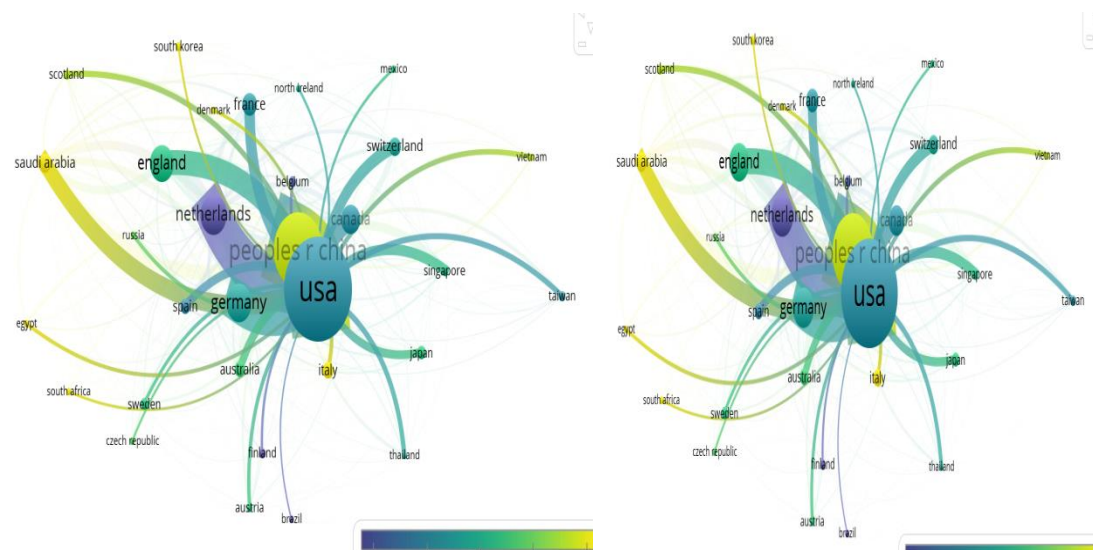 south korea
scotland
mexico
north ireland
denmark
france
switzerland
saudi arabia
england
vietnam
belgium
netherlands
canada
russia
peoples r china
singapore
usa
taiwan
spain
germany
egypt
japan
australia
italy
south africa
sweden
czech republic
finland
thailand
austria
brazil
south korea
scotland
mexico
north ireland
denmark
france
switzerland
saudi arabia
england
vietnam
belgium
netherlands
canada
russia
peoples r china
singapore
usa
taiwan
spain
germany
egypt
japan
australia
italy
south africa
sweden
czech republic
finland
thailand
austria
brazil